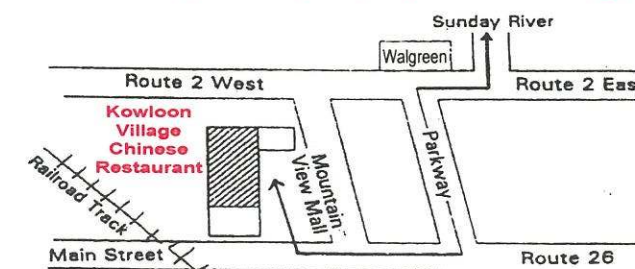 Sunday River
Walgreen
Route 2 West
Route 2 Eas
Kowloon
Village
Chinese
Restaurant
Railroad Track
Mountain-
View Mall
Parkway
Main Street
Route 26